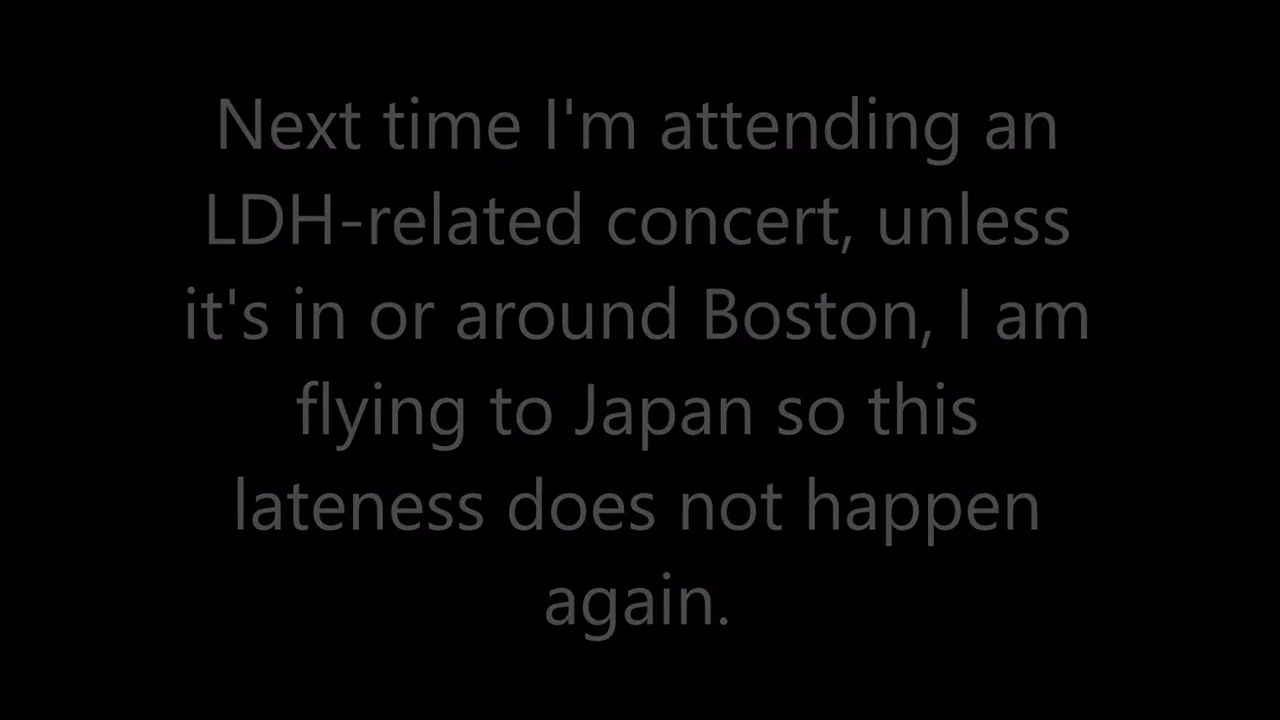 Next time I'm attending an
LDH-related concert, unless
it's in or around Boston, I am
flying to Japan so this
lateness does not happen
again.